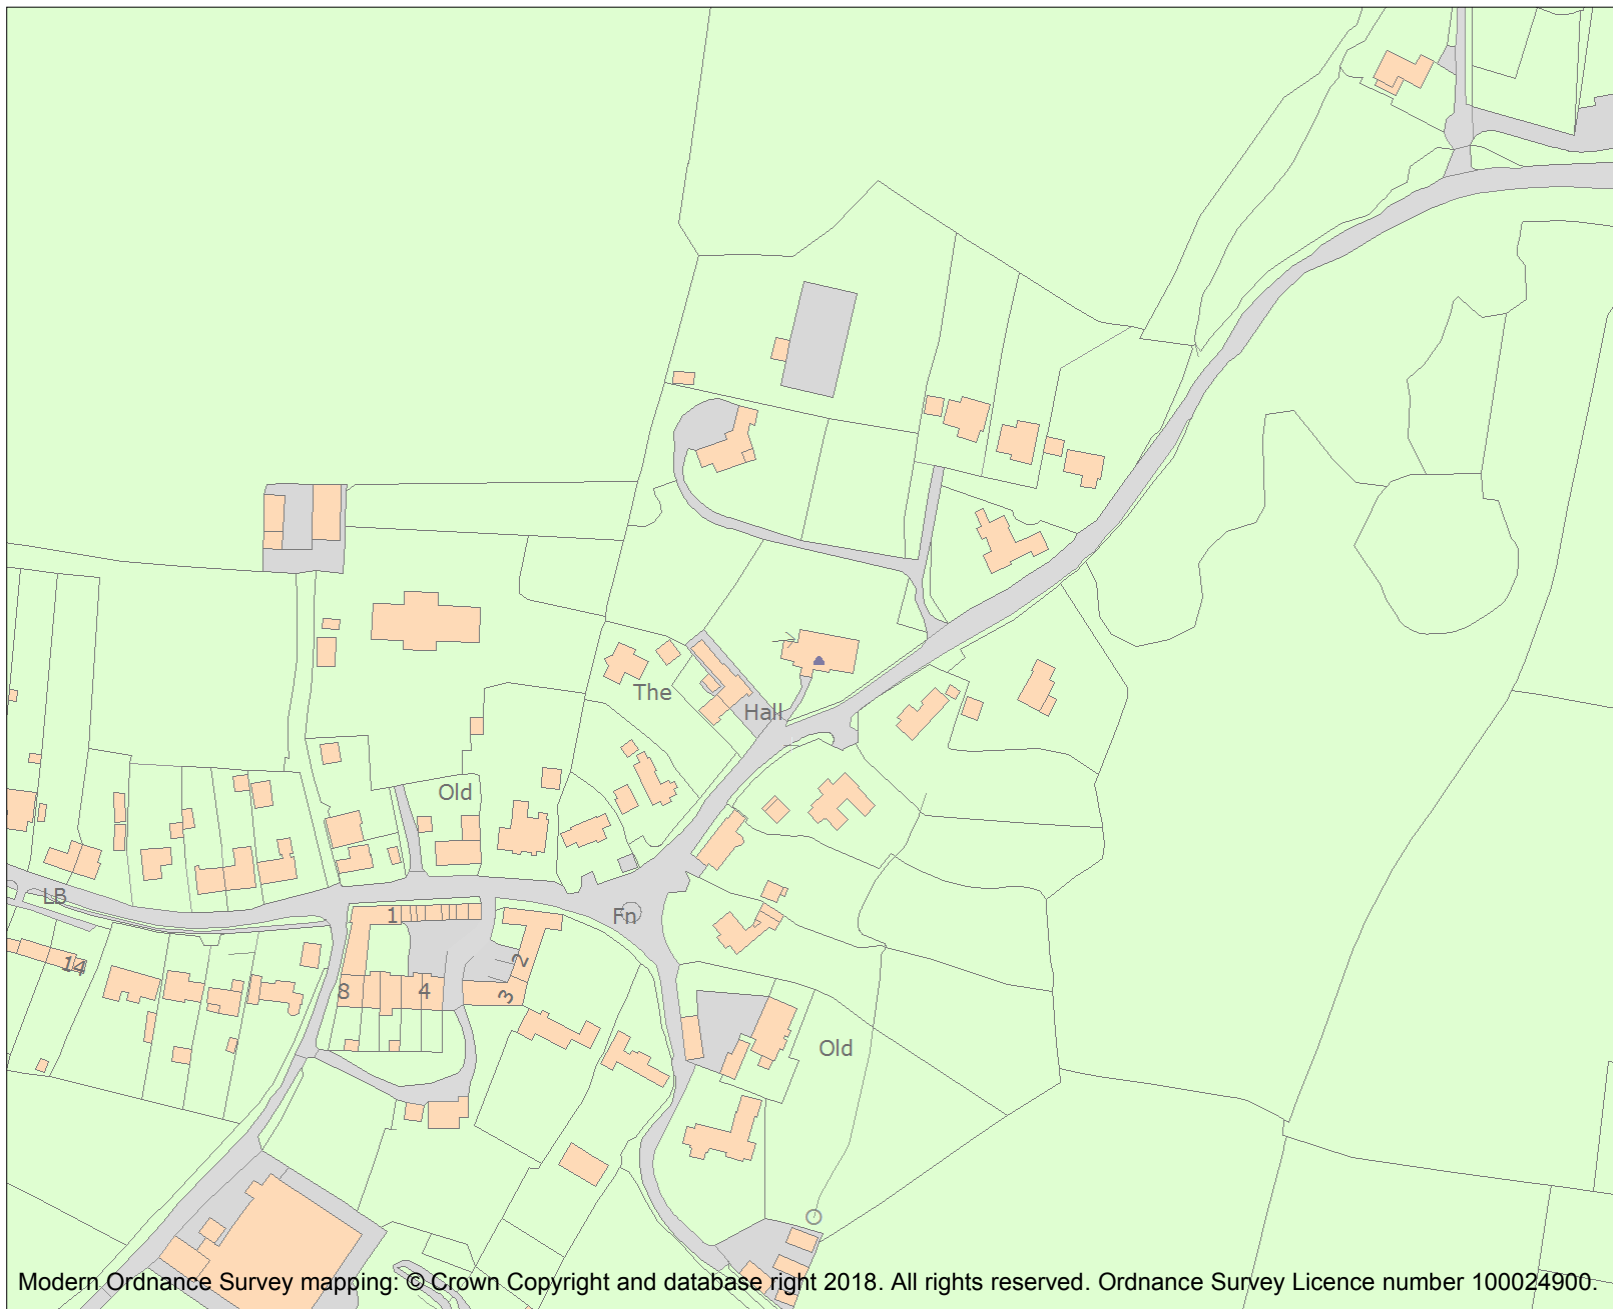 The
Hall
Old
LB
1
Fn
14
2
8
4
3
Old
Modern Ordnance Survey mapping: © Crown Copyright and database right 2018. All rights reserved. Ordnance Survey Licence number 100024900.